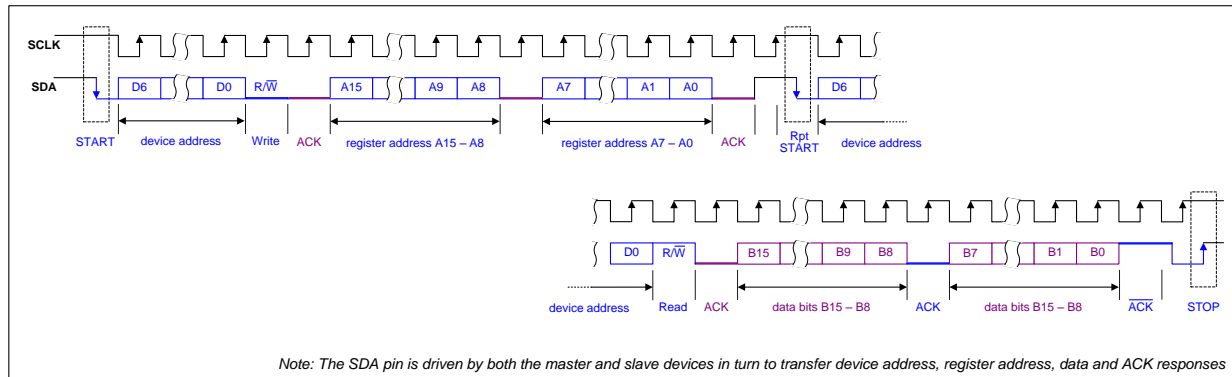 SCLK
SDA D6 D0 R/W̅ A15 A9 A8 A7 A1 A0 D6
START device address Write ACK register address A15 – A8 register address A7 – A0 ACK Rpt START device address
D0 R/W̅ B15 B9 B8 B7 B1 B0
device address Read ACK data bits B15 – B8 ACK data bits B15 – B8 A̅C̅K̅ STOP
Note: The SDA pin is driven by both the master and slave devices in turn to transfer device address, register address, data and ACK responses